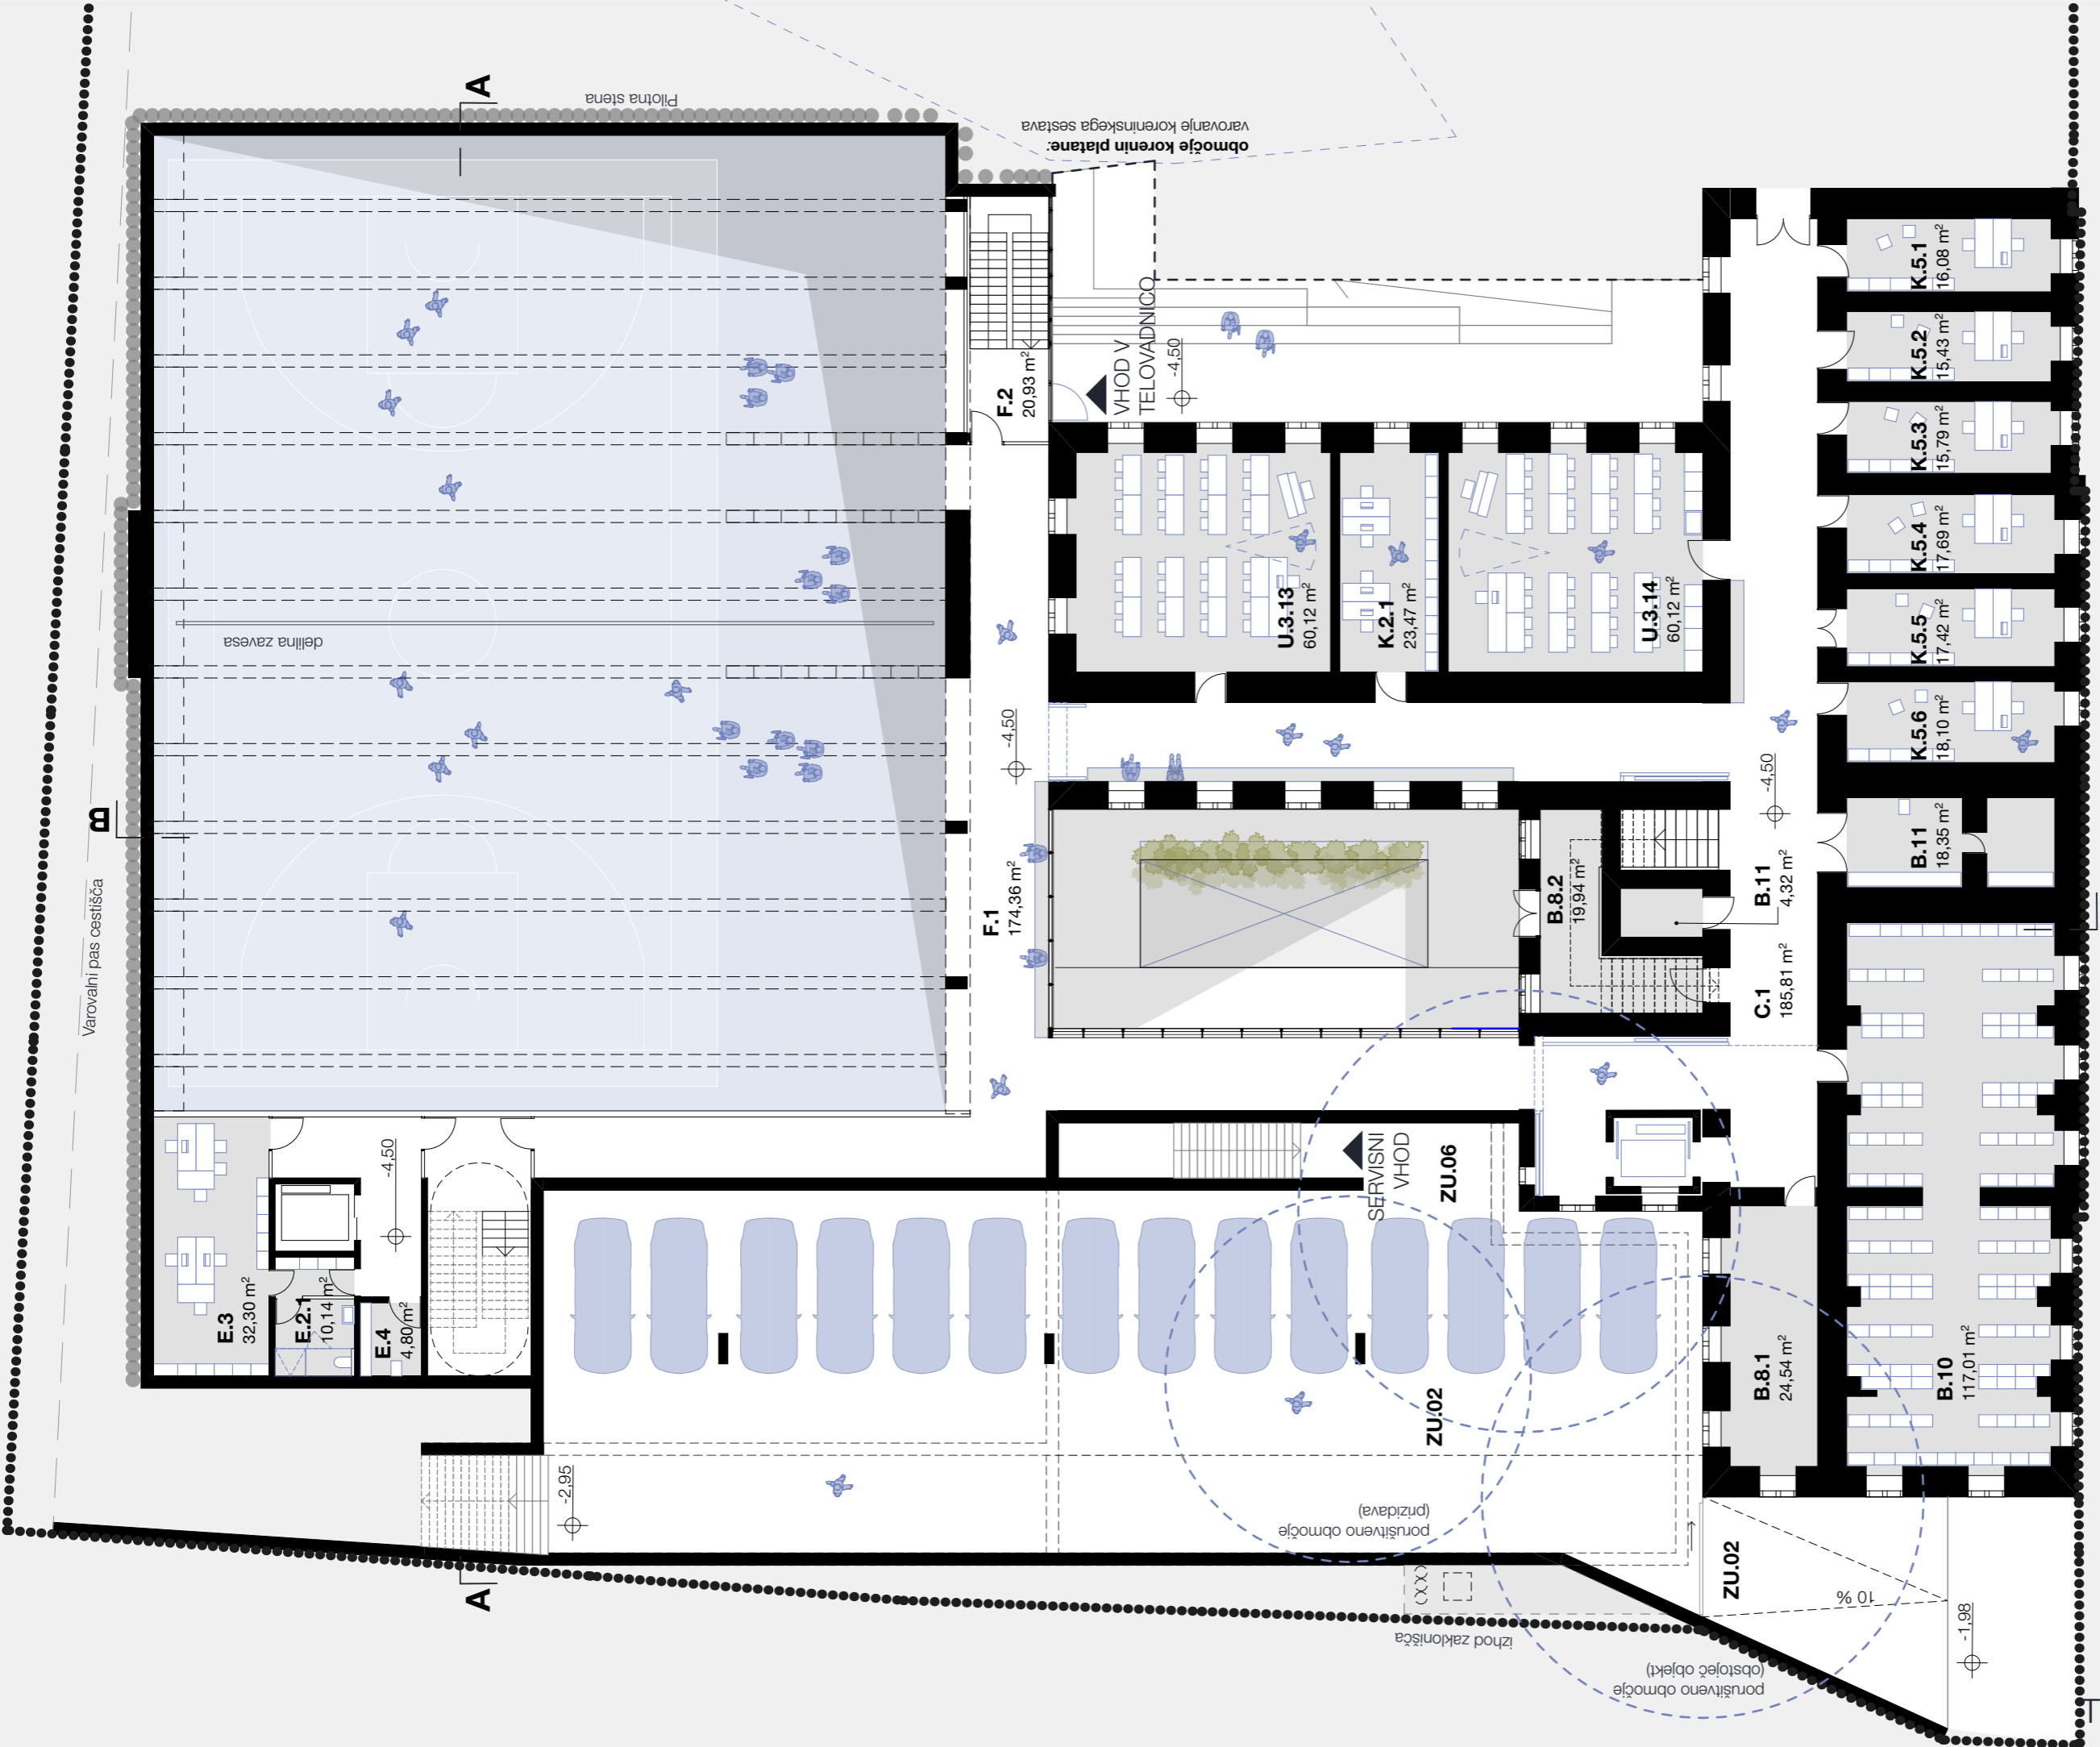 A
Pilotna stena
območje korenin platane:
varovanje koreninskega sestava
Varovalni pas cestišča
B
delilna zavesa
F.2
20,93 m²
VHOD V
TELOVADNICO
-4,50
U.3.13
60,12 m²
K.2.1
23,47 m²
U.3.14
60,12 m²
K.5.1
16,08 m²
K.5.2
15,43 m²
K.5.3
15,79 m²
K.5.4
17,69 m²
K.5.5
17,42 m²
K.5.6
18,10 m²
B.11
18,35 m²
-4,50
F.1
174,36 m²
B.8.2
19,94 m²
-4,50
B.11
4,32 m²
C.1
185,81 m²
-4,50
E.3
32,30 m²
E.2.1
10,14 m²
E.4
4,80 m²
SERVISNI
VHOD
ZU.06
ZU.02
B.8.1
24,54 m²
B.10
117,01 m²
-2,95
porušitveno območje
(prizidava)
A
izhod zaklonišča
ZU.02
10 %
-1,98
porušitveno območje
(obstoječ objekt)